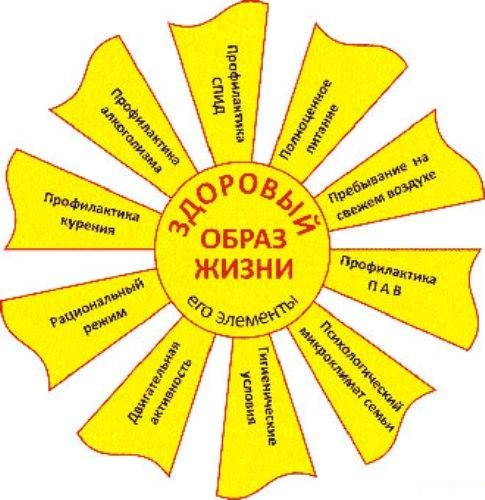 ЗДОРОВЫЙ
ОБРАЗ
ЖИЗНИ
его элементы
Профилактика
СПИД
Полноценное
питание
Пребывание на
свежем воздухе
Профилактика
П А В
Психологический
микроклимат семьи
Гигиенические
условия
Двигательная
активность
Рациональный
режим
Профилактика
курения
Профилактика
алкоголизма